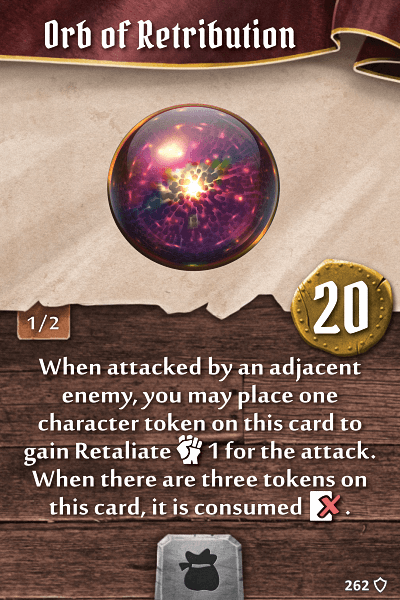 Orb of Retribution
20
1/2
When attacked by an adjacent
enemy, you may place one
character token on this card to
gain Retaliate 1 for the attack.
When there are three tokens on
this card, it is consumed .
262